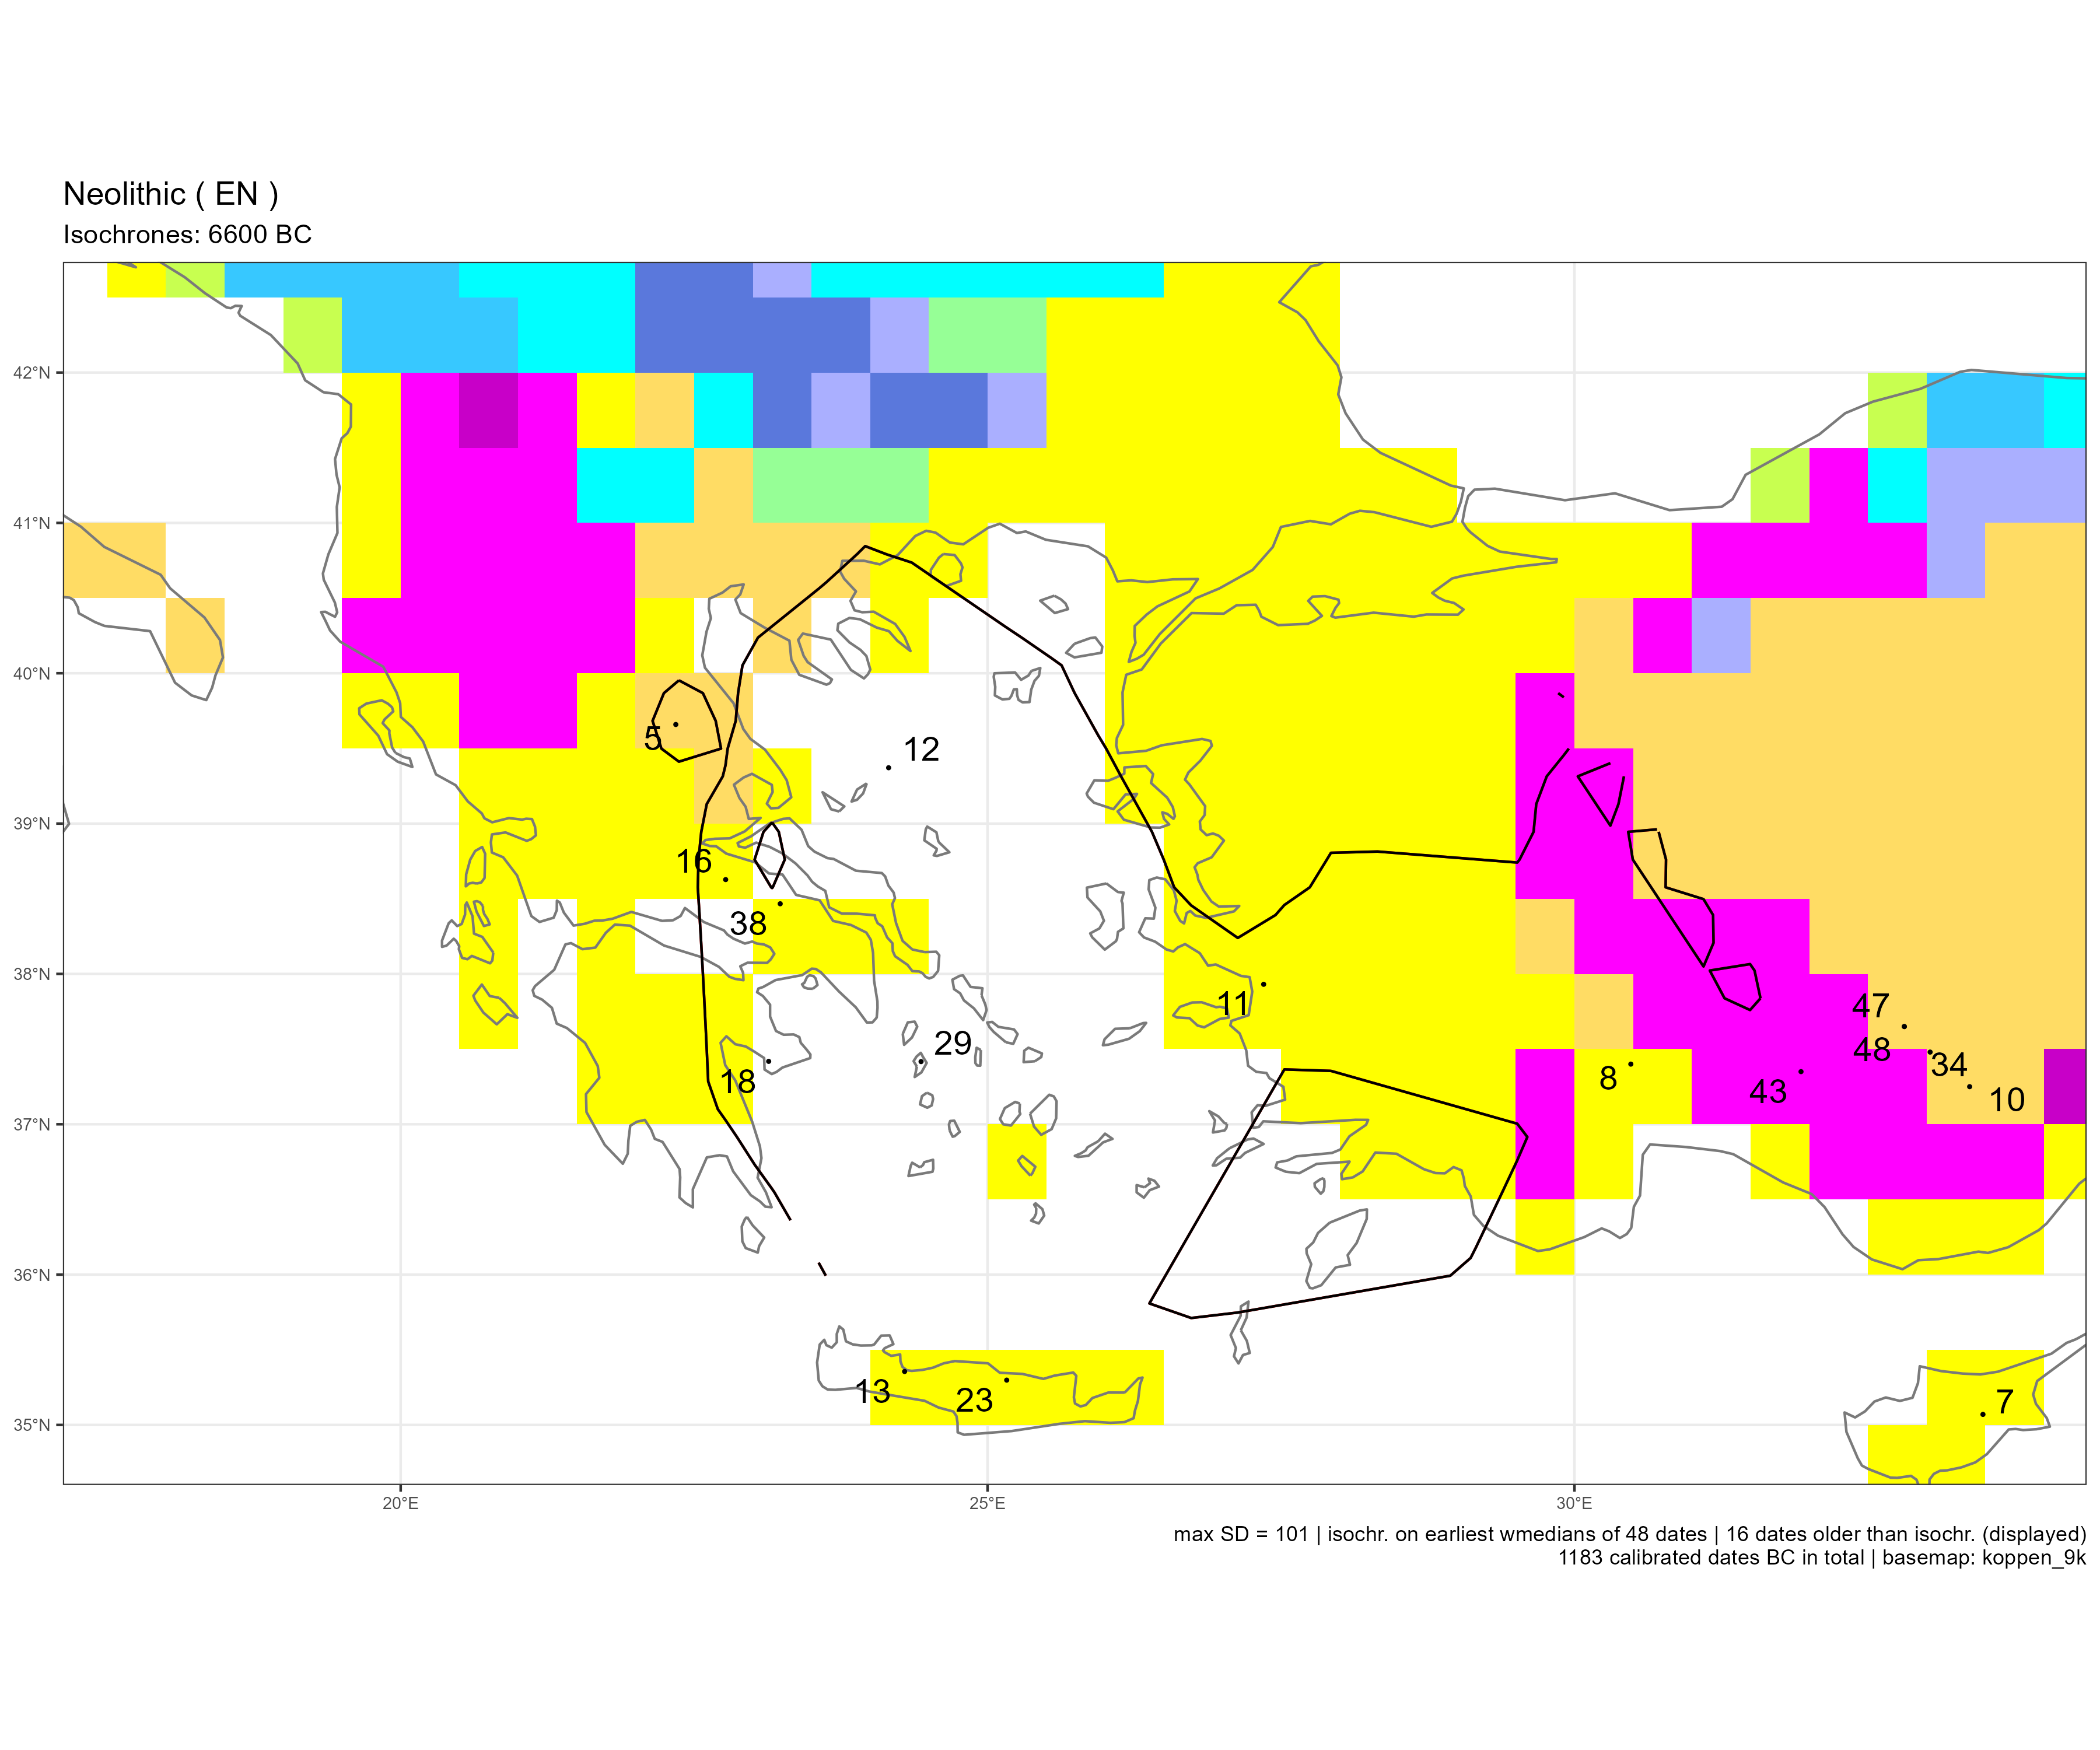 Neolithic ( EN )
Isochrones: 6600 BC
42°N
41°N
40°N
39°N
38°N
37°N
36°N
35°N
5
12
16
38
11
29
18
47
48
34
8
43
10
13
23
7
20°E
25°E
30°E
max SD = 101 | isochr. on earliest wmedians of 48 dates | 16 dates older than isochr. (displayed)
1183 calibrated dates BC in total | basemap: koppen_9k